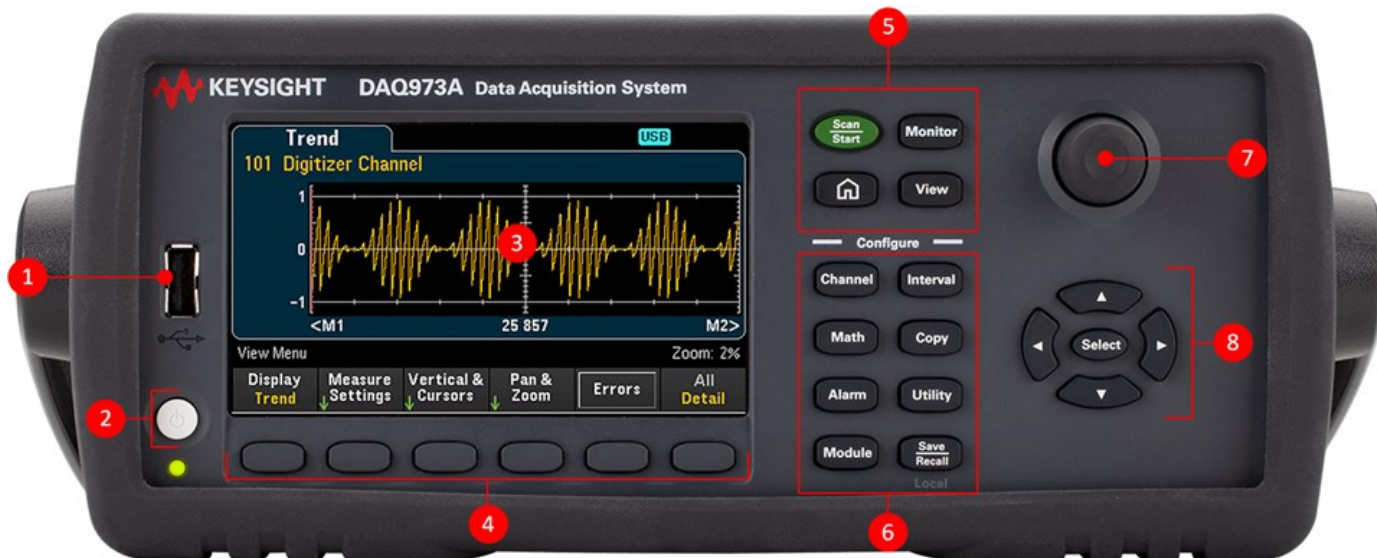 5
KEYSIGHT DAQ973A Data Acquisition System
Trend USB
101 Digitizer Channel
1
0
-1
<M1 25 857 M2>
View Menu Zoom: 2%
Display Trend
Measure Settings
Vertical & Cursors
Pan & Zoom
Errors
All Detail
Scan Start
Monitor
View
Configure
Channel Interval
Math Copy
Alarm Utility
Module
Save Recall
Local
Select
1
2
3
4
6
7
8